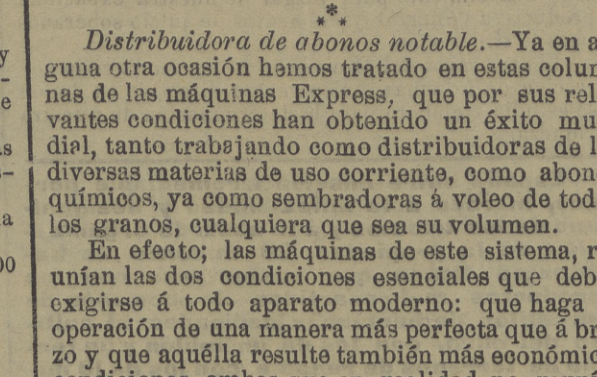 y
-
e
s
-
a
00
***
Distribuidora de abonos notable.—Ya en a
guna otra ocasión hemos tratado en estas colum
nas de las máquinas Express, que por sus rel
vantes condiciones han obtenido un éxito mu
dial, tanto trabajando como distribuidoras de l
diversas materias de uso corriente, como abon
químicos, ya como sembradoras á voleo de tod
los granos, cualquiera que sea su volumen.
En efecto; las máquinas de este sistema, r
unían las dos condiciones esenciales que deb
exigirse á todo aparato moderno: que haga
operación de una manera más perfecta que á br
zo y que aquélla resulte también más económic